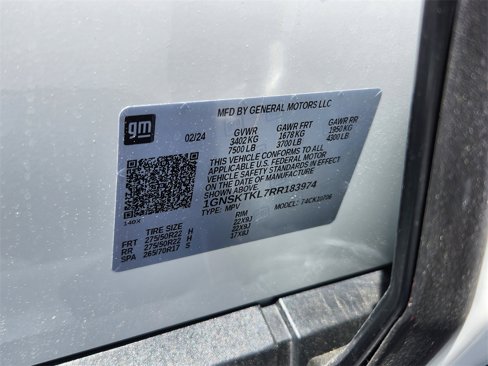 MFD BY GENERAL MOTORS LLC
gm
02/24
GVWR GAWR FRT GAWR RR
3402 KG 1678 KG 1950 KG
7500 LB 3700 LB 4300 LB
THIS VEHICLE CONFORMS TO ALL
APPLICABLE U.S. FEDERAL MOTOR
VEHICLE SAFETY STANDARDS IN EFFECT
ON THE DATE OF MANUFACTURE
SHOWN ABOVE.
1GNSKTKL7RR183974
TYPE: MPV MODEL: T4CK10706
140X
TIRE SIZE RIM
FRT 275/50R22 H 22X9J
RR 275/50R22 H 22X9J
SPA 265/70R17 S 17X8J